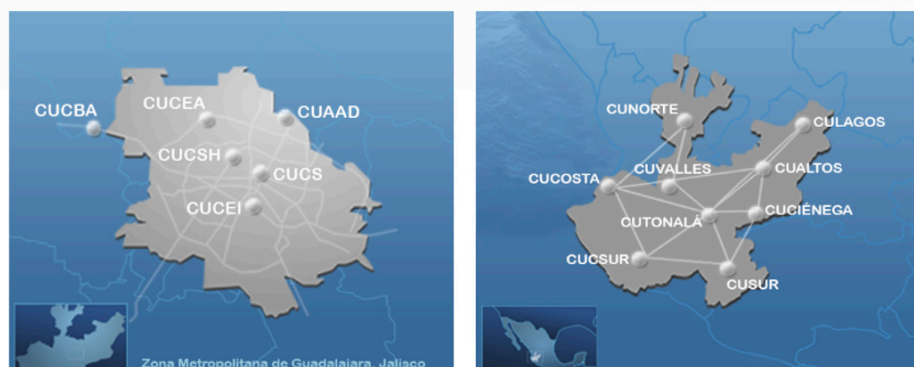 CUCBA
CUCEA
CUAAD
CUCSH
CUCS
CUCEI
Zona Metropolitana de Guadalajara, Jalisco
CUNORTE
CULAGOS
CUVALLES
CUALTOS
CUCOSTA
CUTONALÁ
CUCIÉNEGA
CUCSUR
CUSUR